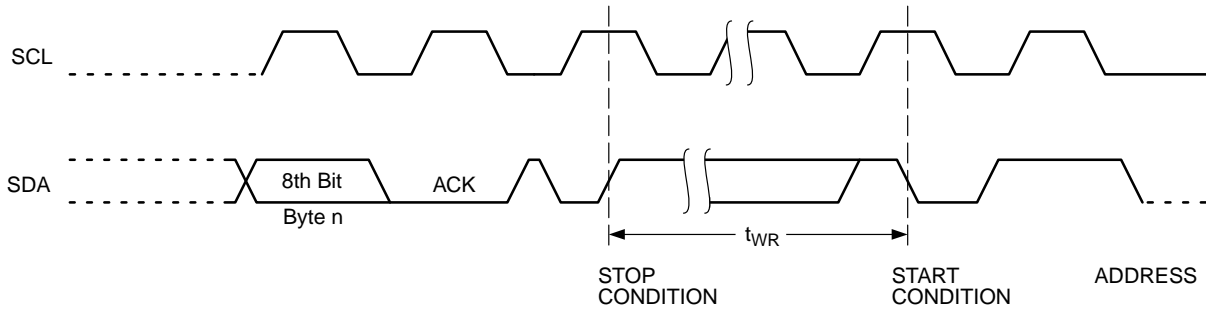 SCL
SDA
8th Bit
ACK
Byte n
tWR
STOP
CONDITION
START
CONDITION
ADDRESS